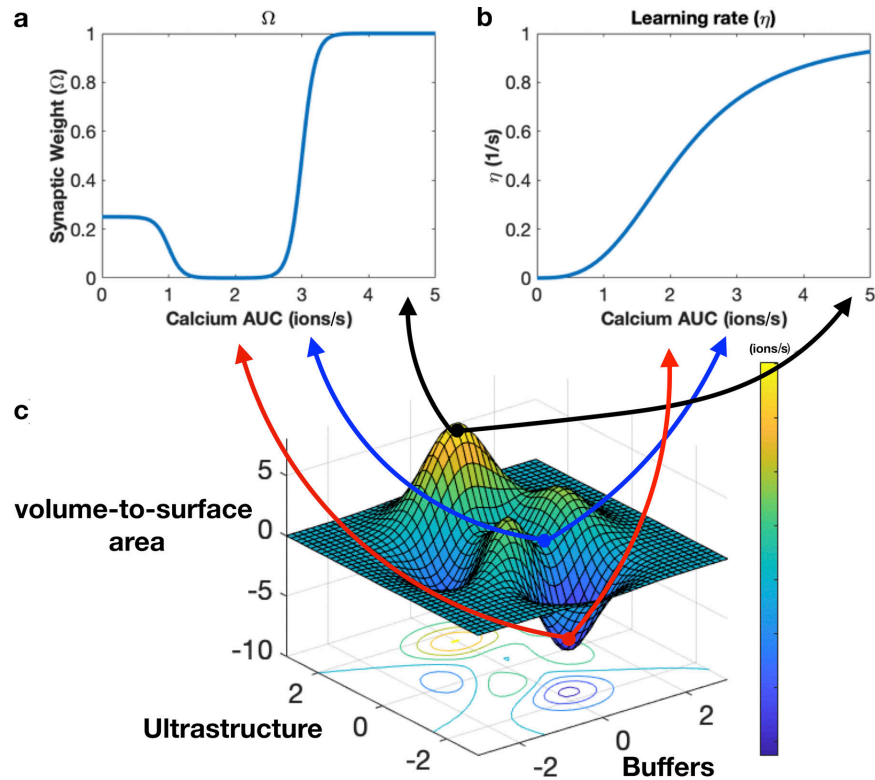 a
Ω
Synaptic Weight (Ω)
1
0.8
0.6
0.4
0.2
0
0 1 2 3 4 5
Calcium AUC (ions/s)
b
Learning rate (η)
η (1/s)
1
0.8
0.6
0.4
0.2
0
0 1 2 3 4 5
Calcium AUC (ions/s)
(ions/s)
c
volume-to-surface
area
5
0
-5
-10
2
0
-2
Ultrastructure
-2
0
2
Buffers